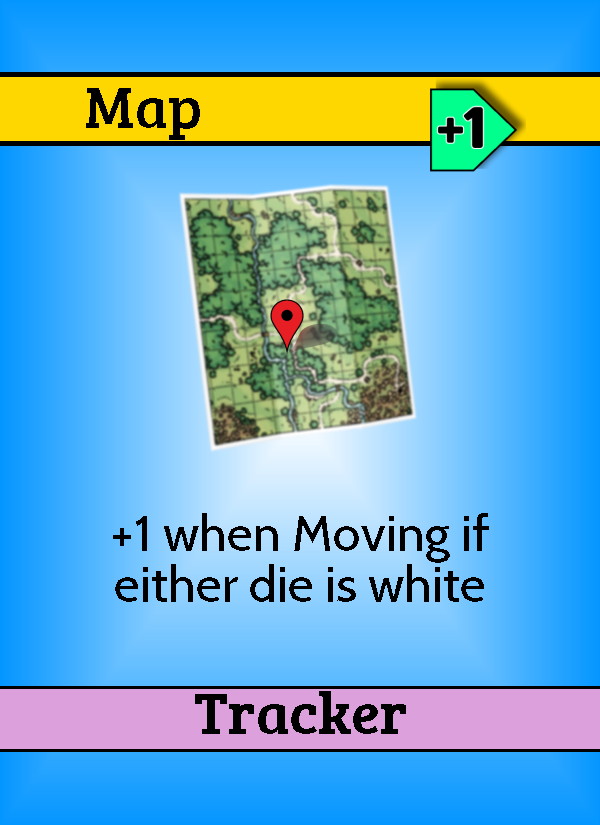 Map
+1
+1 when Moving if
either die is white
Tracker